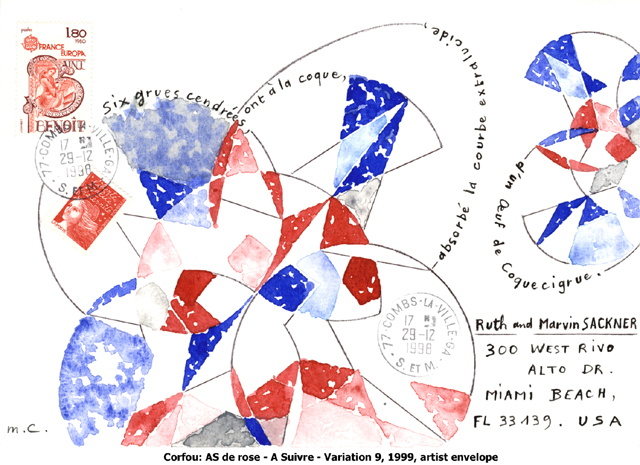 poste
1.80
1980
FRANCE
EUROPA
SAINT
BENOÎT
77-COMBS-LA-VILLE-GA.
17
29-12
1998
S. ET M.
Six grues cendrées,
ont à la coque,
absorbé la courbe extralucide,
d'un Œuf de Coquecigrue.
77-COMBS-LA-VILLE-GA.
17
29-12
1998
S. ET M.
Ruth and Marvin SACKNER
300 WEST RIVO
ALTO DR.
MIAMI BEACH,
FL 33139. USA
m.c.
Corfou: AS de rose - A Suivre - Variation 9, 1999, artist envelope